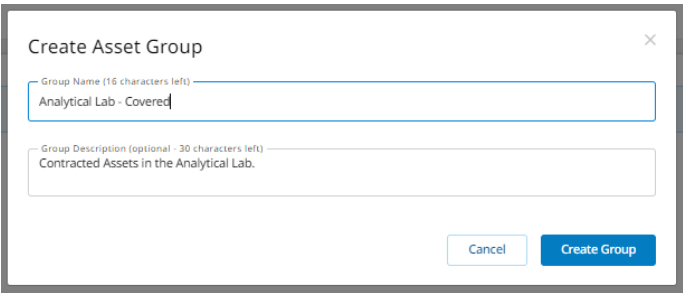 Create Asset Group
Group Name (16 characters left)
Analytical Lab - Covered
Group Description (optional - 30 characters left)
Contracted Assets in the Analytical Lab.
Cancel
Create Group